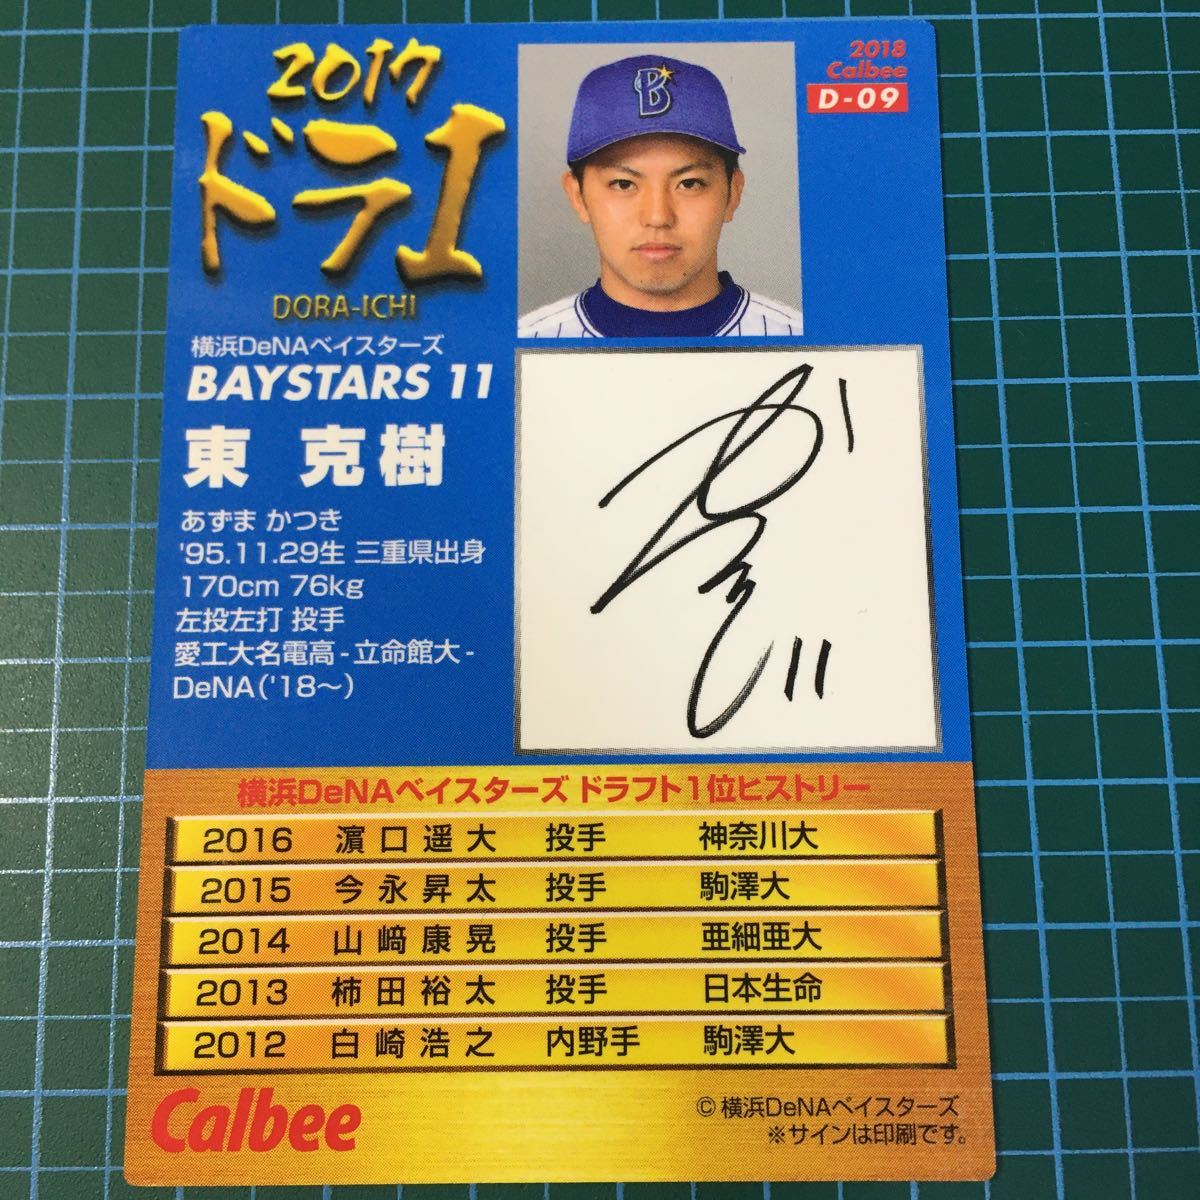 2017
ドラ1
DORA-ICHI
2018
Calbee
D-09
横浜DeNAベイスターズ
BAYSTARS 11
東 克樹
あずま かつき
'95.11.29生 三重県出身
170cm 76kg
左投左打 投手
愛工大名電高-立命館大-
DeNA('18〜)
11
横浜DeNAベイスターズ ドラフト1位ヒストリー
2016 濵口遥大 投手 神奈川大
2015 今永昇太 投手 駒澤大
2014 山﨑康晃 投手 亜細亜大
2013 柿田裕太 投手 日本生命
2012 白崎浩之 内野手 駒澤大
Calbee
© 横浜DeNAベイスターズ
※サインは印刷です。